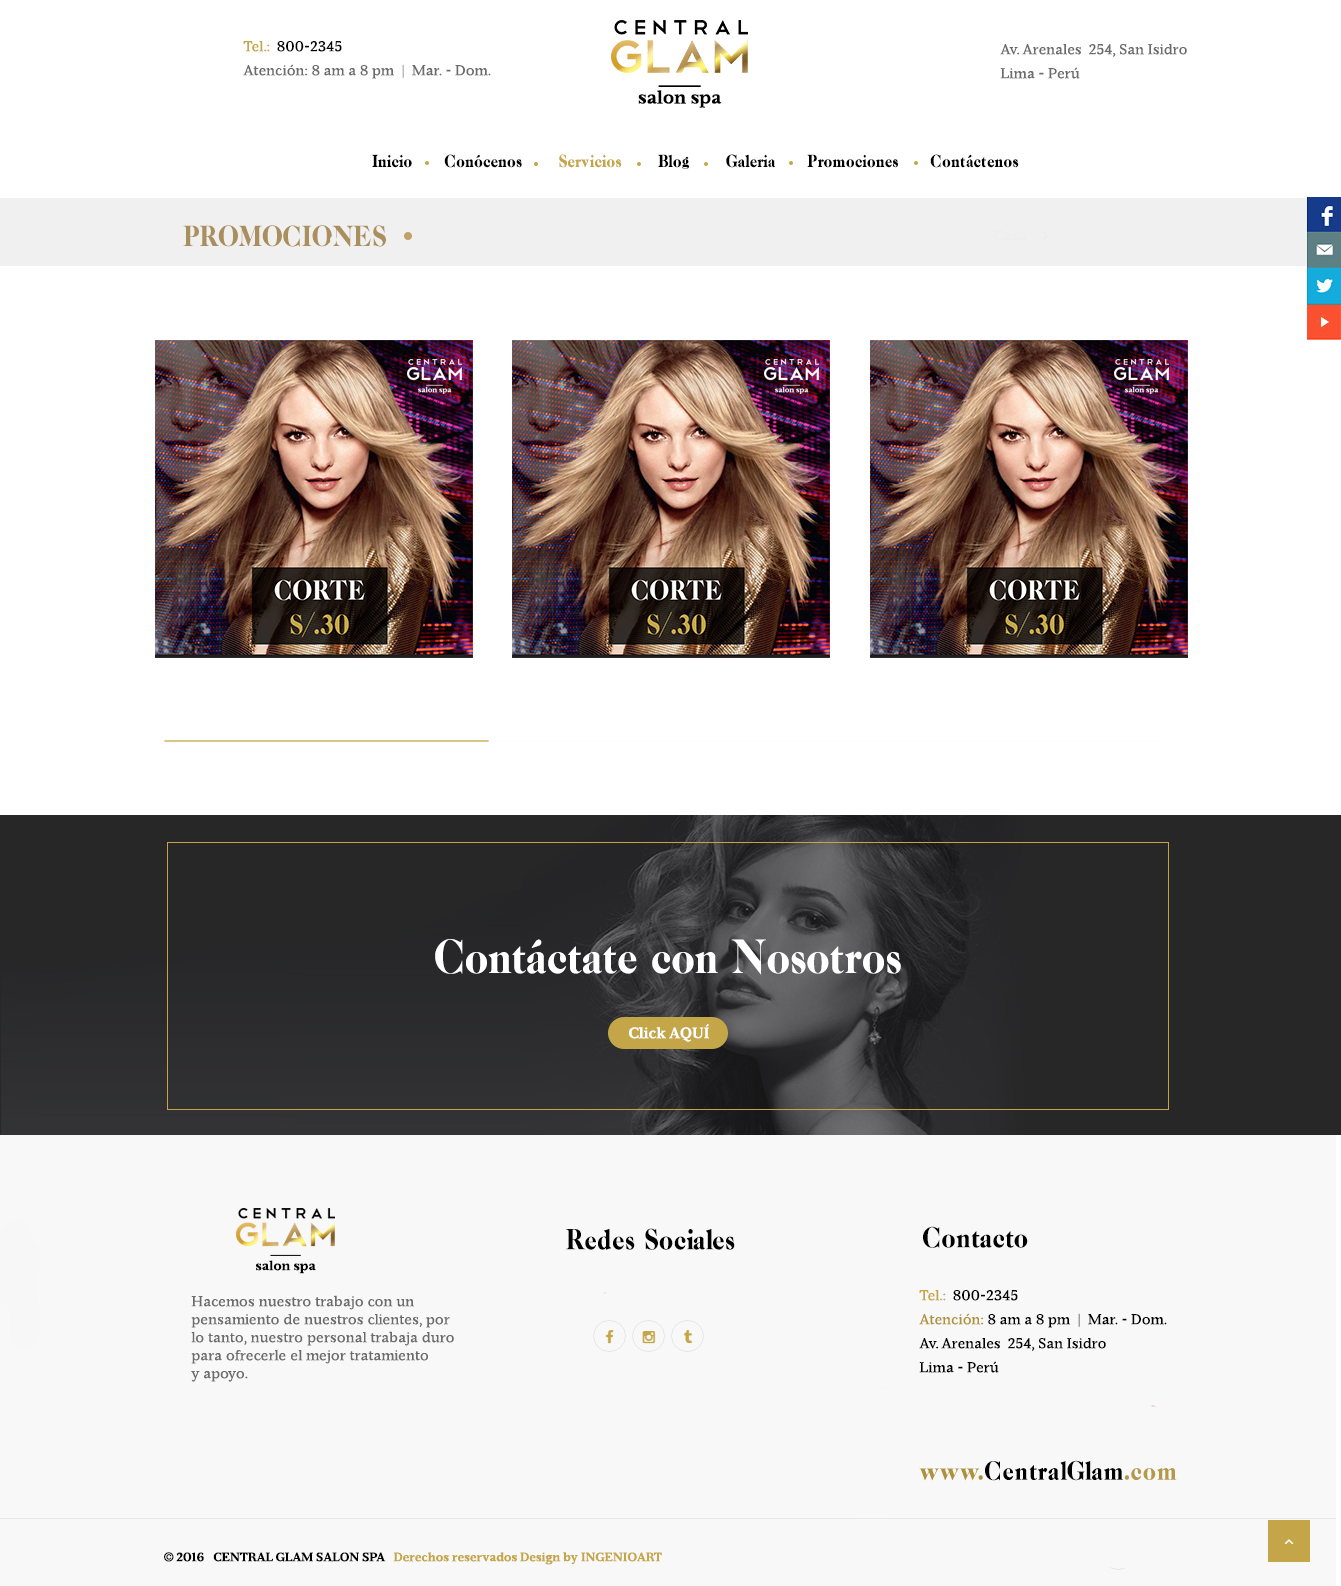 Tel.: 800-2345
Atención: 8 am a 8 pm | Mar. - Dom.
CENTRAL
GLAM
salon spa
Av. Arenales 254, San Isidro
Lima - Perú
Inicio • Conócenos • Servicios • Blog • Galeria • Promociones • Contáctenos
PROMOCIONES •
CENTRAL
GLAM
salon spa
CORTE
S/.30
CENTRAL
GLAM
salon spa
CORTE
S/.30
CENTRAL
GLAM
salon spa
CORTE
S/.30
Contáctate con Nosotros
Click AQUÍ
CENTRAL
GLAM
salon spa
Hacemos nuestro trabajo con un
pensamiento de nuestros clientes, por
lo tanto, nuestro personal trabaja duro
para ofrecerle el mejor tratamiento
y apoyo.
Redes Sociales
Contacto
Tel.: 800-2345
Atención: 8 am a 8 pm | Mar. - Dom.
Av. Arenales 254, San Isidro
Lima - Perú
www.CentralGlam.com
© 2016 CENTRAL GLAM SALON SPA Derechos reservados Design by INGENIOART